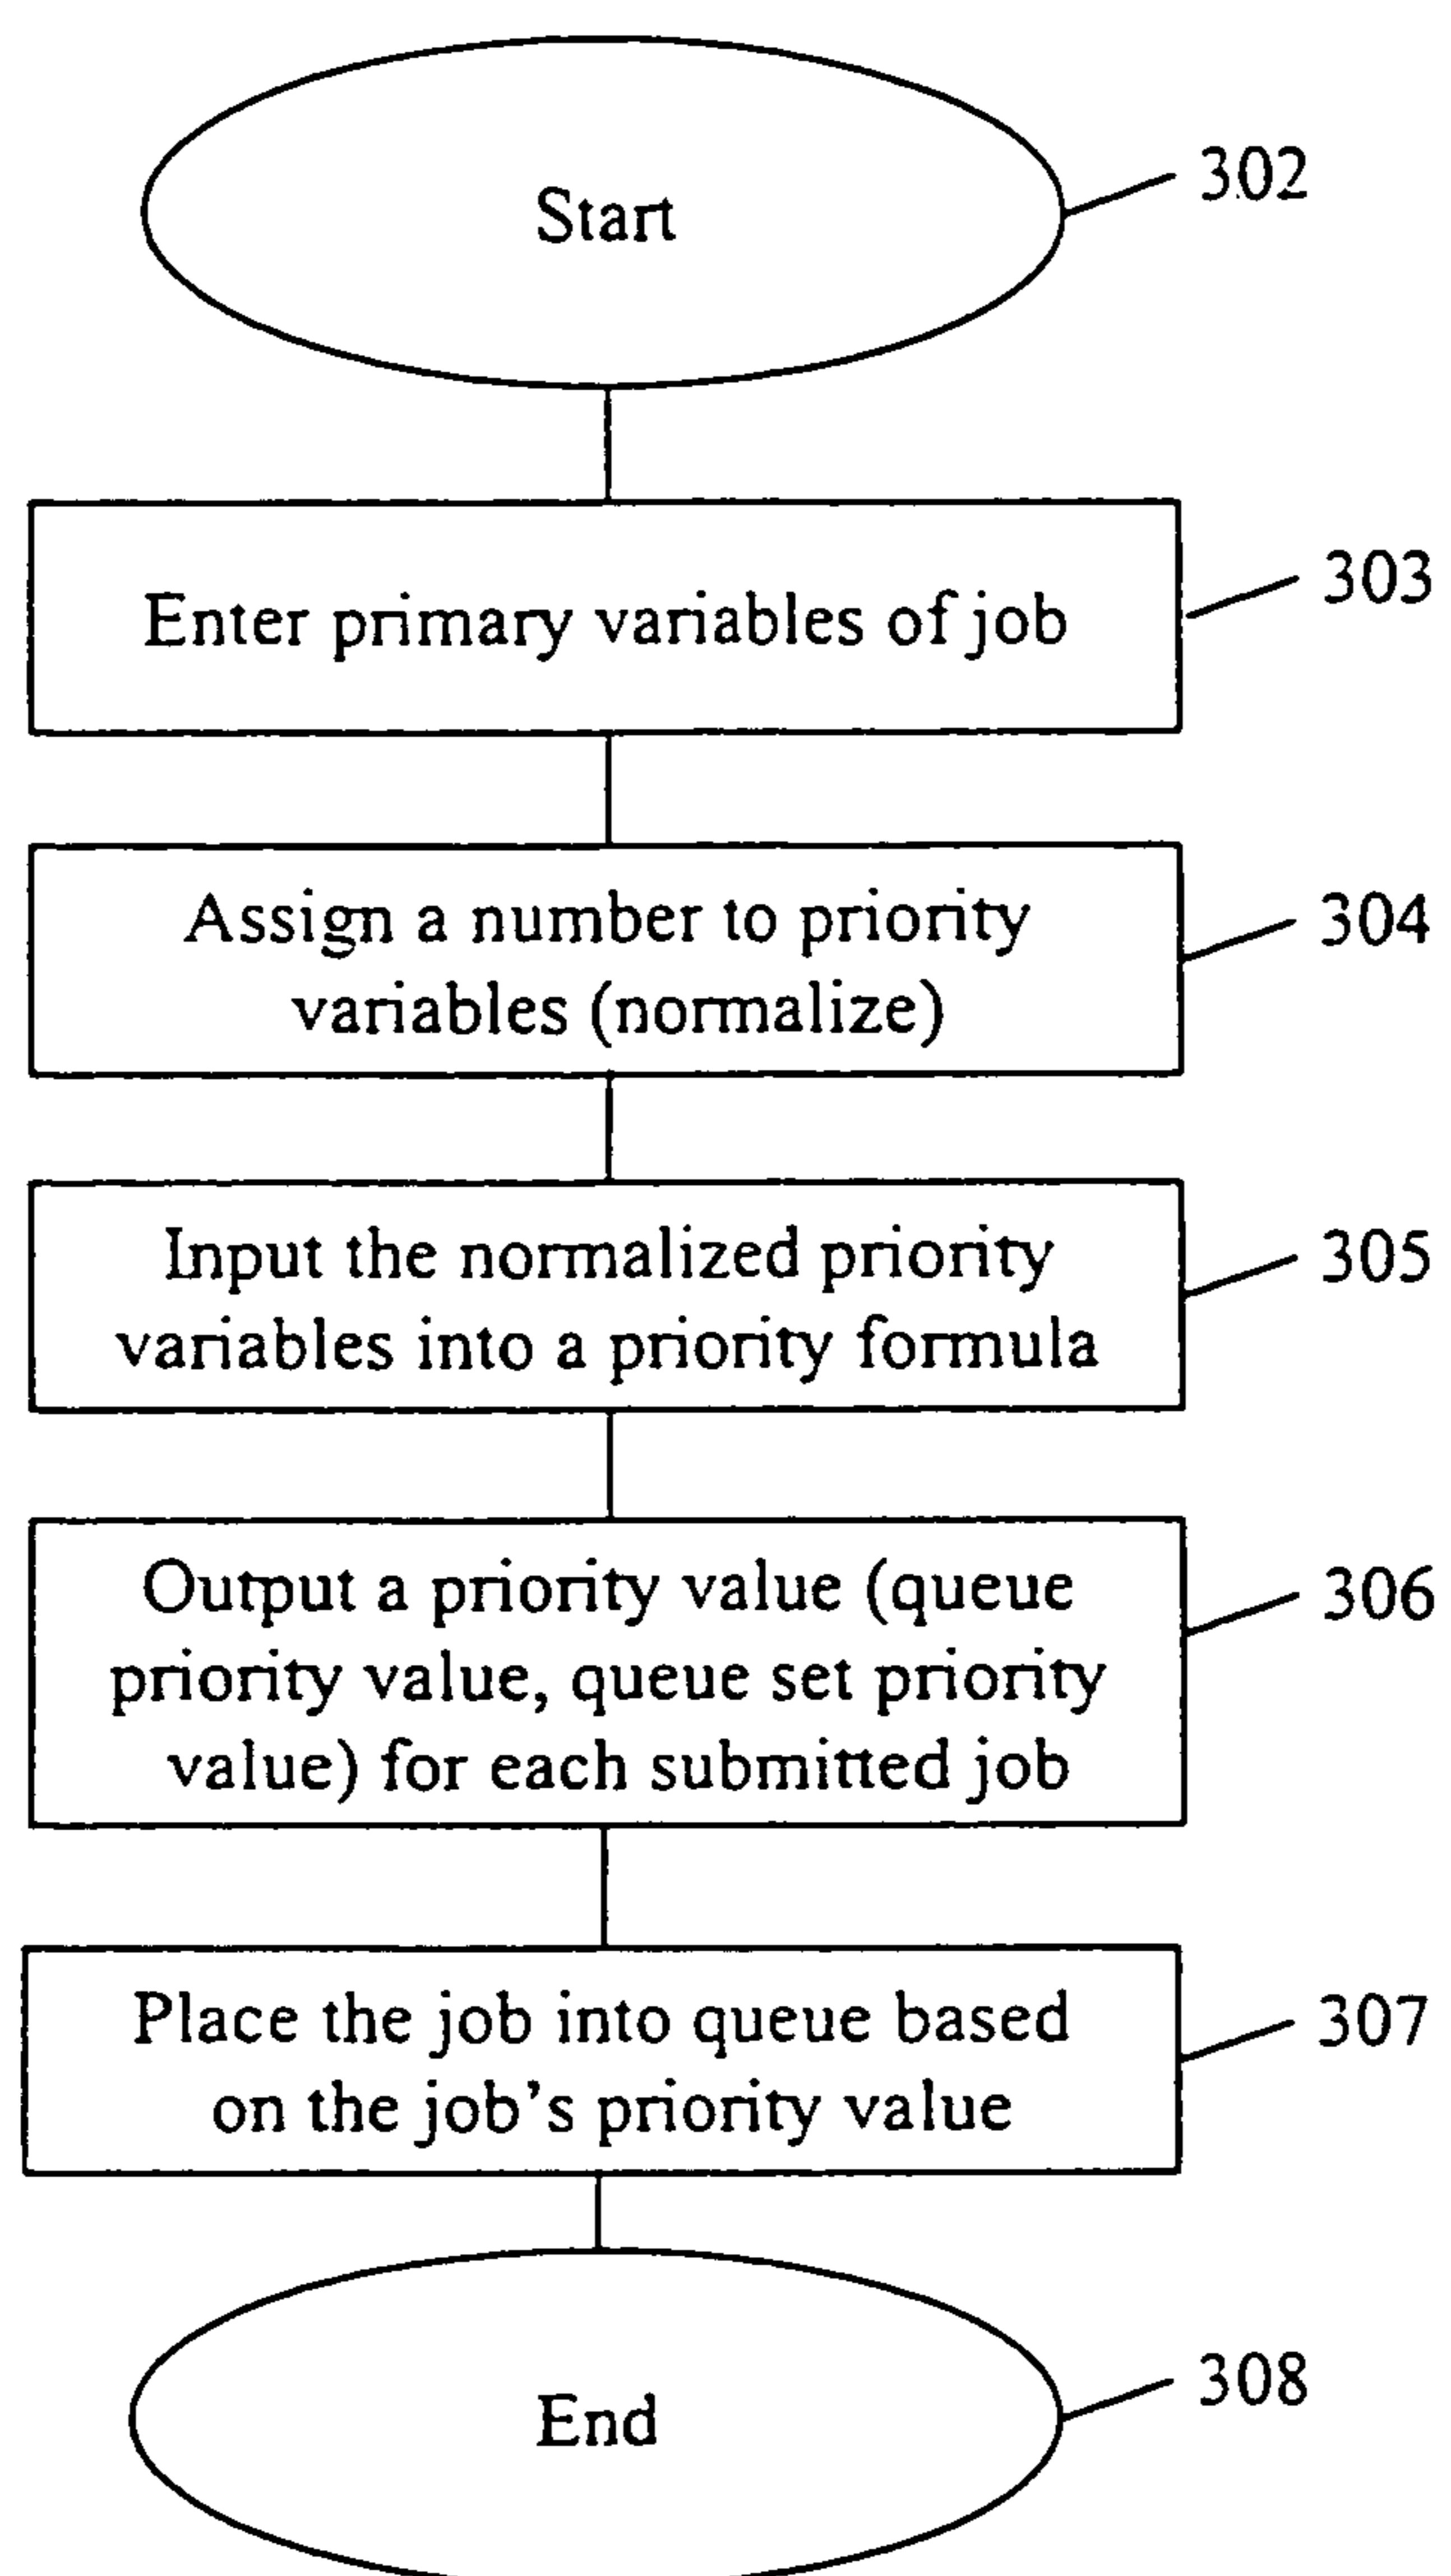 Start
302
Enter primary variables of job
303
Assign a number to priority
variables (normalize)
304
Input the normalized priority
variables into a priority formula
305
Output a priority value (queue
priority value, queue set priority
value) for each submitted job
306
Place the job into queue based
on the job's priority value
307
End
308